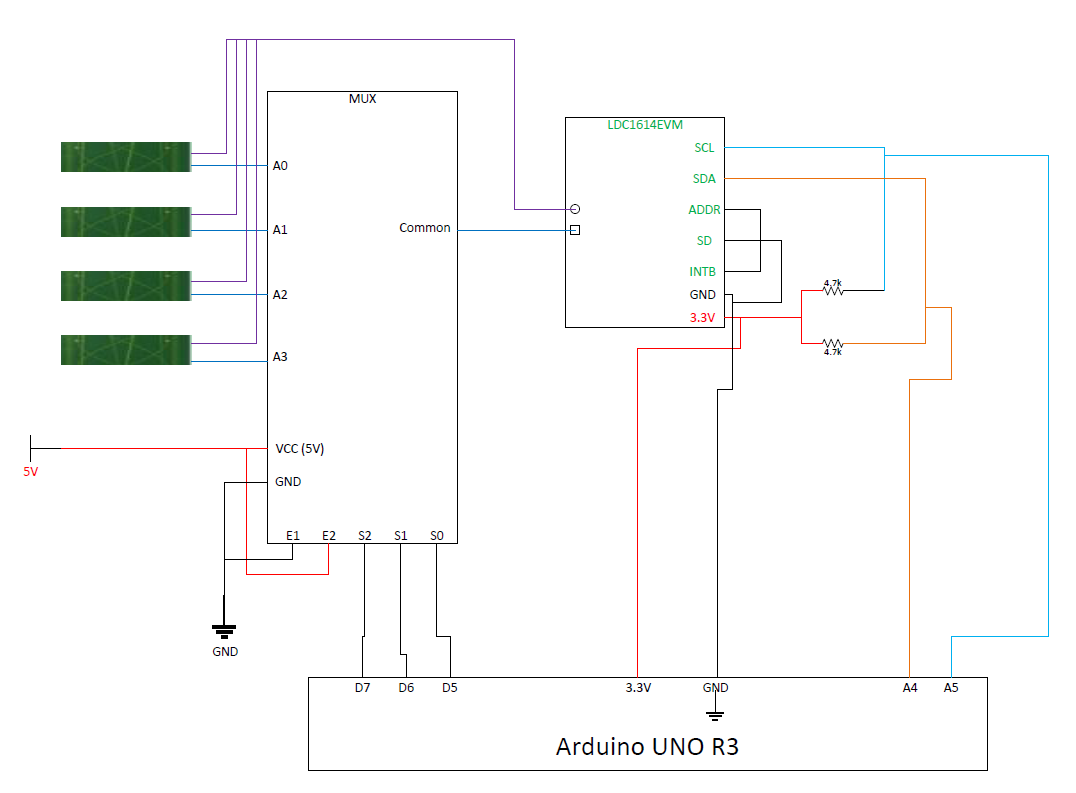 MUX
LDC1614EVM
SCL
A0
SDA
ADDR
A1
Common
SD
INTB
4.7k
A2
GND
3.3V
4.7k
A3
VCC (5V)
5V
GND
E1 E2 S2 S1 S0
GND
D7 D6 D5 3.3V GND A4 A5
Arduino UNO R3